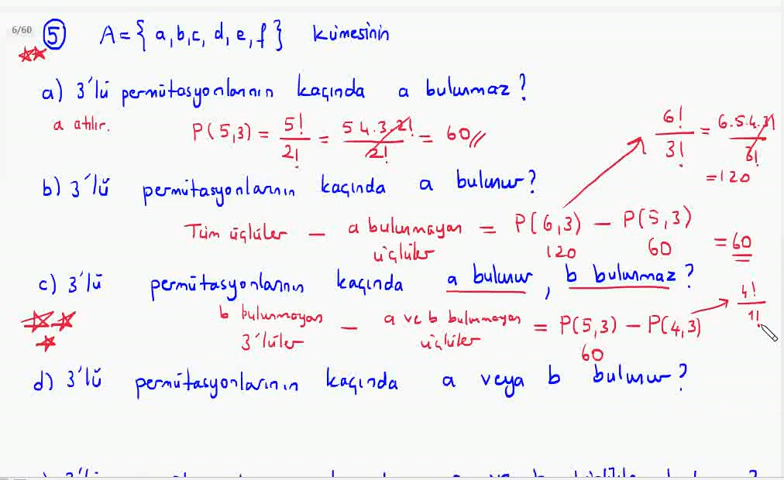 6/60
5 A = { a, b, c, d, e, f } kümesinin
a) 3'lü permütasyonlarının kaçında a bulunmaz?
a atılır. P(5,3) = 5!/2! = 5.4.3.2!/2! = 60//
6!/3! = 6.5.4.3!/3! = 120
b) 3'lü permütasyonlarının kaçında a bulunur?
Tüm üçlüler - a bulunmayan üçlüler = P(6,3) - P(5,3)
120 60 = 60
c) 3'lü permütasyonlarının kaçında a bulunur, b bulunmaz?
b bulunmayan 3'lüler - a ve b bulunmayan üçlüler = P(5,3) - P(4,3) 4!/1!
60
d) 3'lü permütasyonlarının kaçında a veya b bulunur?